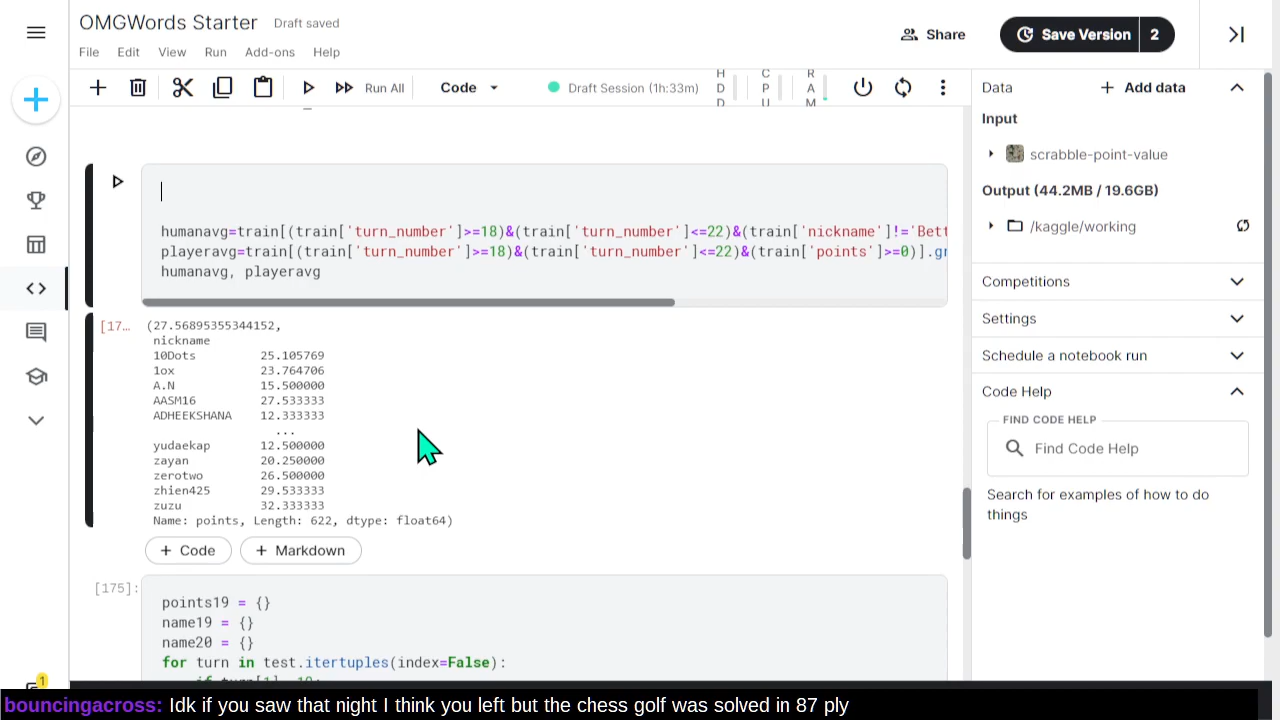 OMGWords Starter
Draft saved
Share
Save Version
2
File Edit View Run Add-ons Help
Run All
Code
Draft Session (1h:33m)
HDD
CPU
RAM
Data
Add data
Input
scrabble-point-value
Output (44.2MB / 19.6GB)
/kaggle/working
Competitions
Settings
Schedule a notebook run
Code Help
FIND CODE HELP
Find Code Help
Search for examples of how to do
things
humanavg=train[(train['turn_number']>=18)&(train['turn_number']<=22)&(train['nickname']!='Bett
playeravg=train[(train['turn_number']>=18)&(train['turn_number']<=22)&(train['points']>=0)].gr
humanavg, playeravg
[17…
(27.56895355344152,
nickname
10Dots 25.105769
1ox 23.764706
A.N 15.500000
AASM16 27.533333
ADHEEKSHANA 12.333333
...
yudaekap 12.500000
zayan 20.250000
zerotwo 26.500000
zhien425 29.533333
zuzu 32.333333
Name: points, Length: 622, dtype: float64)
+ Code
+ Markdown
[175]:
points19 = {}
name19 = {}
name20 = {}
for turn in test.itertuples(index=False):
1
bouncingacross: Idk if you saw that night I think you left but the chess golf was solved in 87 ply